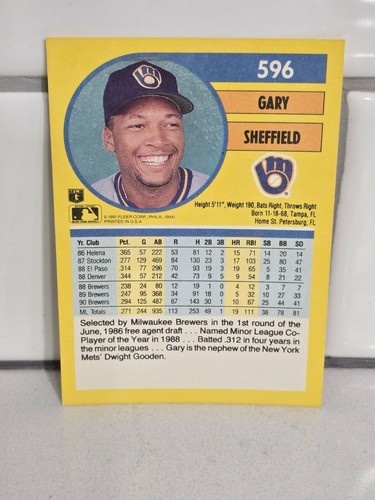 596
GARY
SHEFFIELD
© 1991 FLEER CORP., PHILA., 19141
PRINTED IN U.S.A.
Height 5'11", Weight 190, Bats Right, Throws Right
Born 11-18-68, Tampa, FL
Home St. Petersburg, FL
Yr. Club Pct. G AB R H 2B 3B HR RBI SB BB SO
86 Helena 365 57 222 53 81 12 2 15 71 14 20 14
87 Stockton 277 129 469 84 130 23 3 17 103 25 80 47
88 El Paso 314 77 296 70 93 19 3 19 65 5 35 41
88 Denver 344 57 212 42 73 9 5 9 54 8 21 22
88 Brewers 238 24 80 12 19 1 0 4 12 3 7 7
89 Brewers 247 95 368 34 91 18 0 5 32 10 27 33
90 Brewers 294 125 487 67 143 30 1 10 67 25 44 41
ML Totals 271 244 935 113 253 49 1 19 111 38 78 81
Selected by Milwaukee Brewers in the 1st round of the
June, 1986 free agent draft . . . Named Minor League Co-
Player of the Year in 1988 . . . Batted .312 in four years in
the minor leagues . . . Gary is the nephew of the New York
Mets' Dwight Gooden.